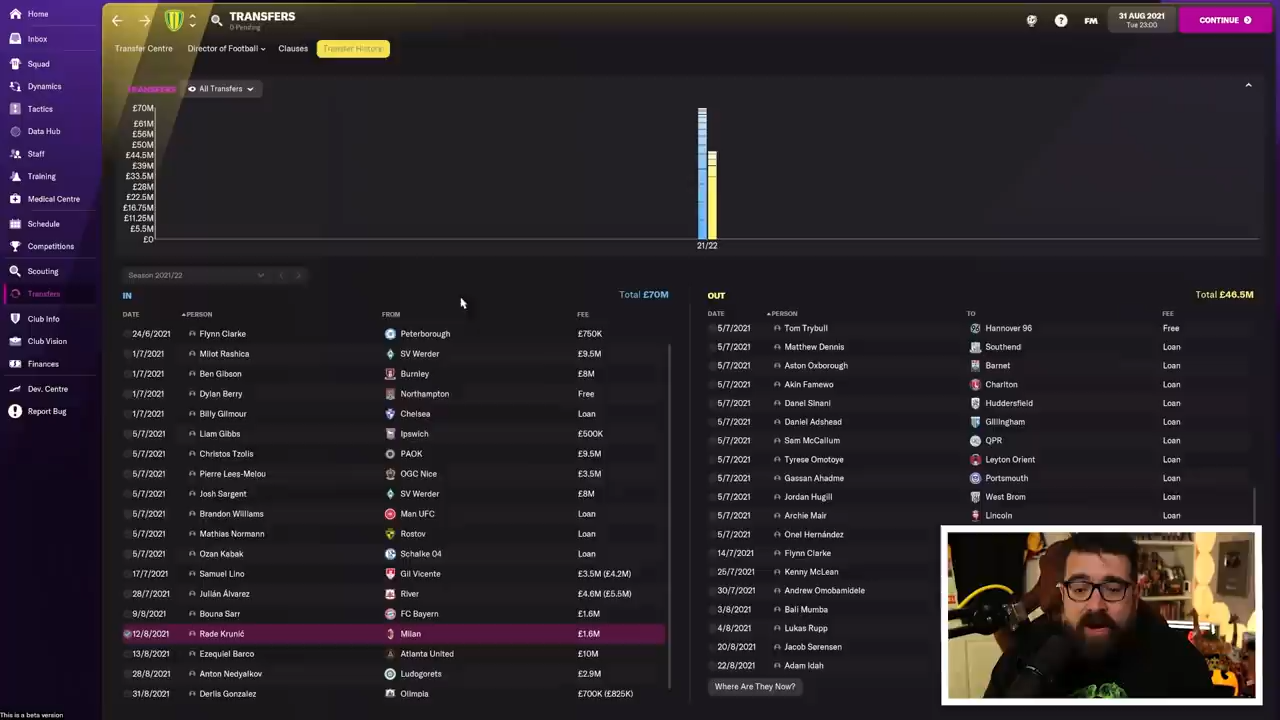 Home
Inbox
Squad
Dynamics
Tactics
Data Hub
Staff
Training
Medical Centre
Schedule
Competitions
Scouting
Transfers
Club Info
Club Vision
Finances
Dev. Centre
Report Bug
This is a beta version
TRANSFERS
0 Pending
FM
31 AUG 2021
Tue 23:00
CONTINUE
Transfer Centre
Director of Football
Clauses
Transfer History
TRANSFERS
All Transfers
£70M
£61M
£56M
£50M
£44.5M
£39M
£33.5M
£28M
£22.5M
£16.75M
£11.25M
£5.5M
£0
21/22
Season 2021/22
IN Total £70M
DATE PERSON FROM FEE
24/6/2021 Flynn Clarke Peterborough £750K
1/7/2021 Milot Rashica SV Werder £9.5M
1/7/2021 Ben Gibson Burnley £8M
1/7/2021 Dylan Berry Northampton Free
1/7/2021 Billy Gilmour Chelsea Loan
5/7/2021 Liam Gibbs Ipswich £500K
5/7/2021 Christos Tzolis PAOK £9.5M
5/7/2021 Pierre Lees-Melou OGC Nice £3.5M
5/7/2021 Josh Sargent SV Werder £8M
5/7/2021 Brandon Williams Man UFC Loan
5/7/2021 Mathias Normann Rostov Loan
5/7/2021 Ozan Kabak Schalke 04 Loan
17/7/2021 Samuel Lino Gil Vicente £3.5M (£4.2M)
28/7/2021 Julián Álvarez River £4.6M (£5.5M)
9/8/2021 Bouna Sarr FC Bayern £1.6M
12/8/2021 Rade Krunić Milan £1.6M
13/8/2021 Ezequiel Barco Atlanta United £10M
28/8/2021 Anton Nedyalkov Ludogorets £2.9M
31/8/2021 Derlis Gonzalez Olimpia £700K (£825K)
OUT Total £46.5M
DATE PERSON TO FEE
5/7/2021 Tom Trybull Hannover 96 Free
5/7/2021 Matthew Dennis Southend Loan
5/7/2021 Aston Oxborough Barnet Loan
5/7/2021 Akin Famewo Charlton Loan
5/7/2021 Danel Sinani Huddersfield Loan
5/7/2021 Daniel Adshead Gillingham Loan
5/7/2021 Sam McCallum QPR Loan
5/7/2021 Tyrese Omotoye Leyton Orient Loan
5/7/2021 Gassan Ahadme Portsmouth Loan
5/7/2021 Jordan Hugill West Brom Loan
5/7/2021 Archie Mair Lincoln Loan
5/7/2021 Onel Hernández
14/7/2021 Flynn Clarke
25/7/2021 Kenny McLean
30/7/2021 Andrew Omobamidele
3/8/2021 Bali Mumba
4/8/2021 Lukas Rupp
20/8/2021 Jacob Sørensen
22/8/2021 Adam Idah
Where Are They Now?